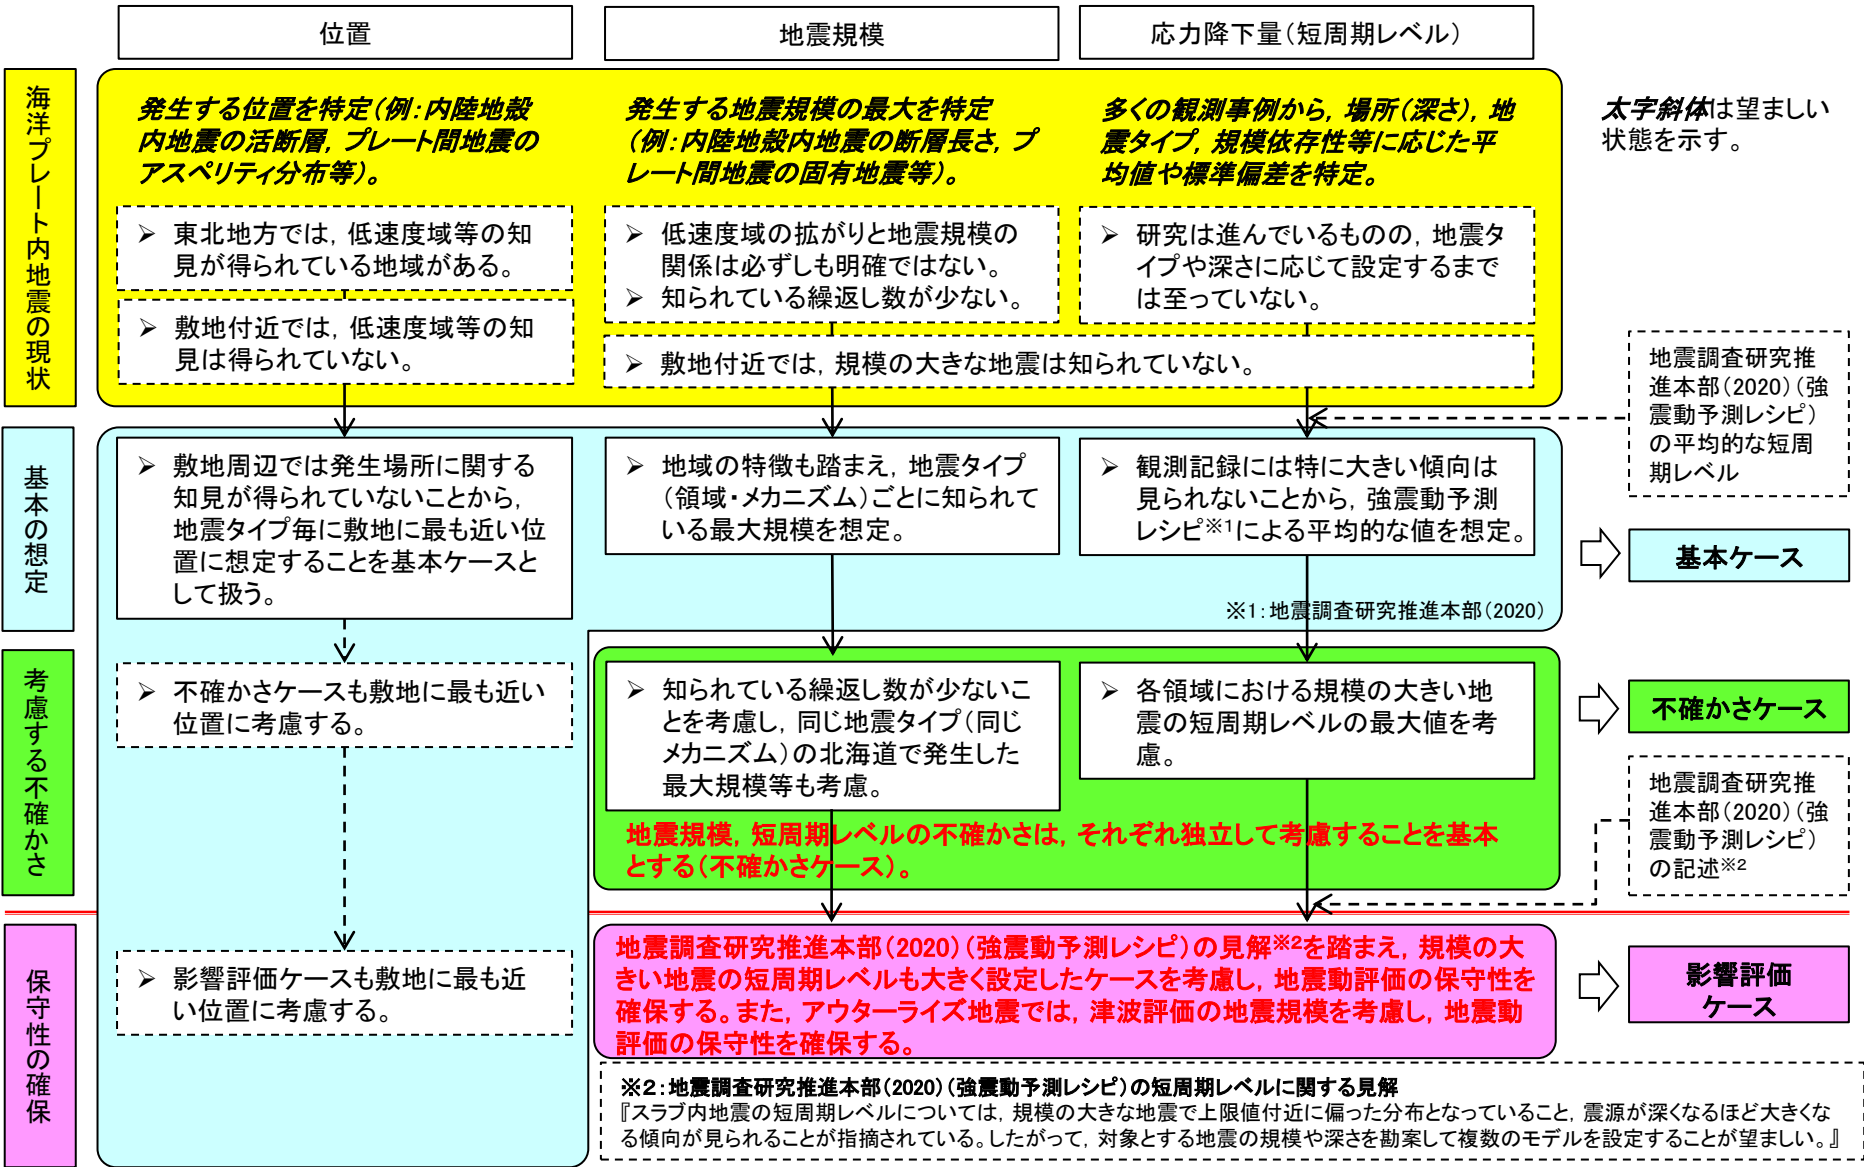 位置
地震規模
応力降下量(短周期レベル)
海洋プレート内地震の現状
発生する位置を特定(例:内陸地殻
内地震の活断層, プレート間地震の
アスペリティ分布等)。
発生する地震規模の最大を特定
(例:内陸地殻内地震の断層長さ, プ
レート間地震の固有地震等)。
多くの観測事例から, 場所(深さ), 地
震タイプ, 規模依存性等に応じた平
均値や標準偏差を特定。
太字斜体は望ましい
状態を示す。
➢ 東北地方では, 低速度域等の知
見が得られている地域がある。
➢ 敷地付近では, 低速度域等の知
見は得られていない。
➢ 低速度域の拡がりと地震規模の
関係は必ずしも明確ではない。
➢ 知られている繰返し数が少ない。
➢ 研究は進んでいるものの, 地震タ
イプや深さに応じて設定するまで
は至っていない。
➢ 敷地付近では, 規模の大きな地震は知られていない。
地震調査研究推
進本部(2020)(強
震動予測レシピ)
の平均的な短周
期レベル
基本の想定
➢ 敷地周辺では発生場所に関する
知見が得られていないことから,
地震タイプ毎に敷地に最も近い位
置に想定することを基本ケースと
して扱う。
➢ 地域の特徴も踏まえ, 地震タイプ
(領域・メカニズム)ごとに知られて
いる最大規模を想定。
➢ 観測記録には特に大きい傾向は
見られないことから, 強震動予測
レシピ※1による平均的な値を想定。
※1:地震調査研究推進本部(2020)
基本ケース
考慮する不確かさ
➢ 不確かさケースも敷地に最も近い
位置に考慮する。
➢ 知られている繰返し数が少ないこ
とを考慮し, 同じ地震タイプ(同じ
メカニズム)の北海道で発生した
最大規模等も考慮。
➢ 各領域における規模の大きい地
震の短周期レベルの最大値を考
慮。
地震規模, 短周期レベルの不確かさは, それぞれ独立して考慮することを基本
とする(不確かさケース)。
不確かさケース
地震調査研究推
進本部(2020)(強
震動予測レシピ)
の記述※2
保守性の確保
➢ 影響評価ケースも敷地に最も近
い位置に考慮する。
地震調査研究推進本部(2020)(強震動予測レシピ)の見解※2を踏まえ, 規模の大
きい地震の短周期レベルも大きく設定したケースを考慮し, 地震動評価の保守性を
確保する。また, アウターライズ地震では, 津波評価の地震規模を考慮し, 地震動
評価の保守性を確保する。
影響評価
ケース
※2:地震調査研究推進本部(2020)(強震動予測レシピ)の短周期レベルに関する見解
『スラブ内地震の短周期レベルについては, 規模の大きな地震で上限値付近に偏った分布となっていること, 震源が深くなるほど大きくな
る傾向が見られることが指摘されている。したがって, 対象とする地震の規模や深さを勘案して複数のモデルを設定することが望ましい。』